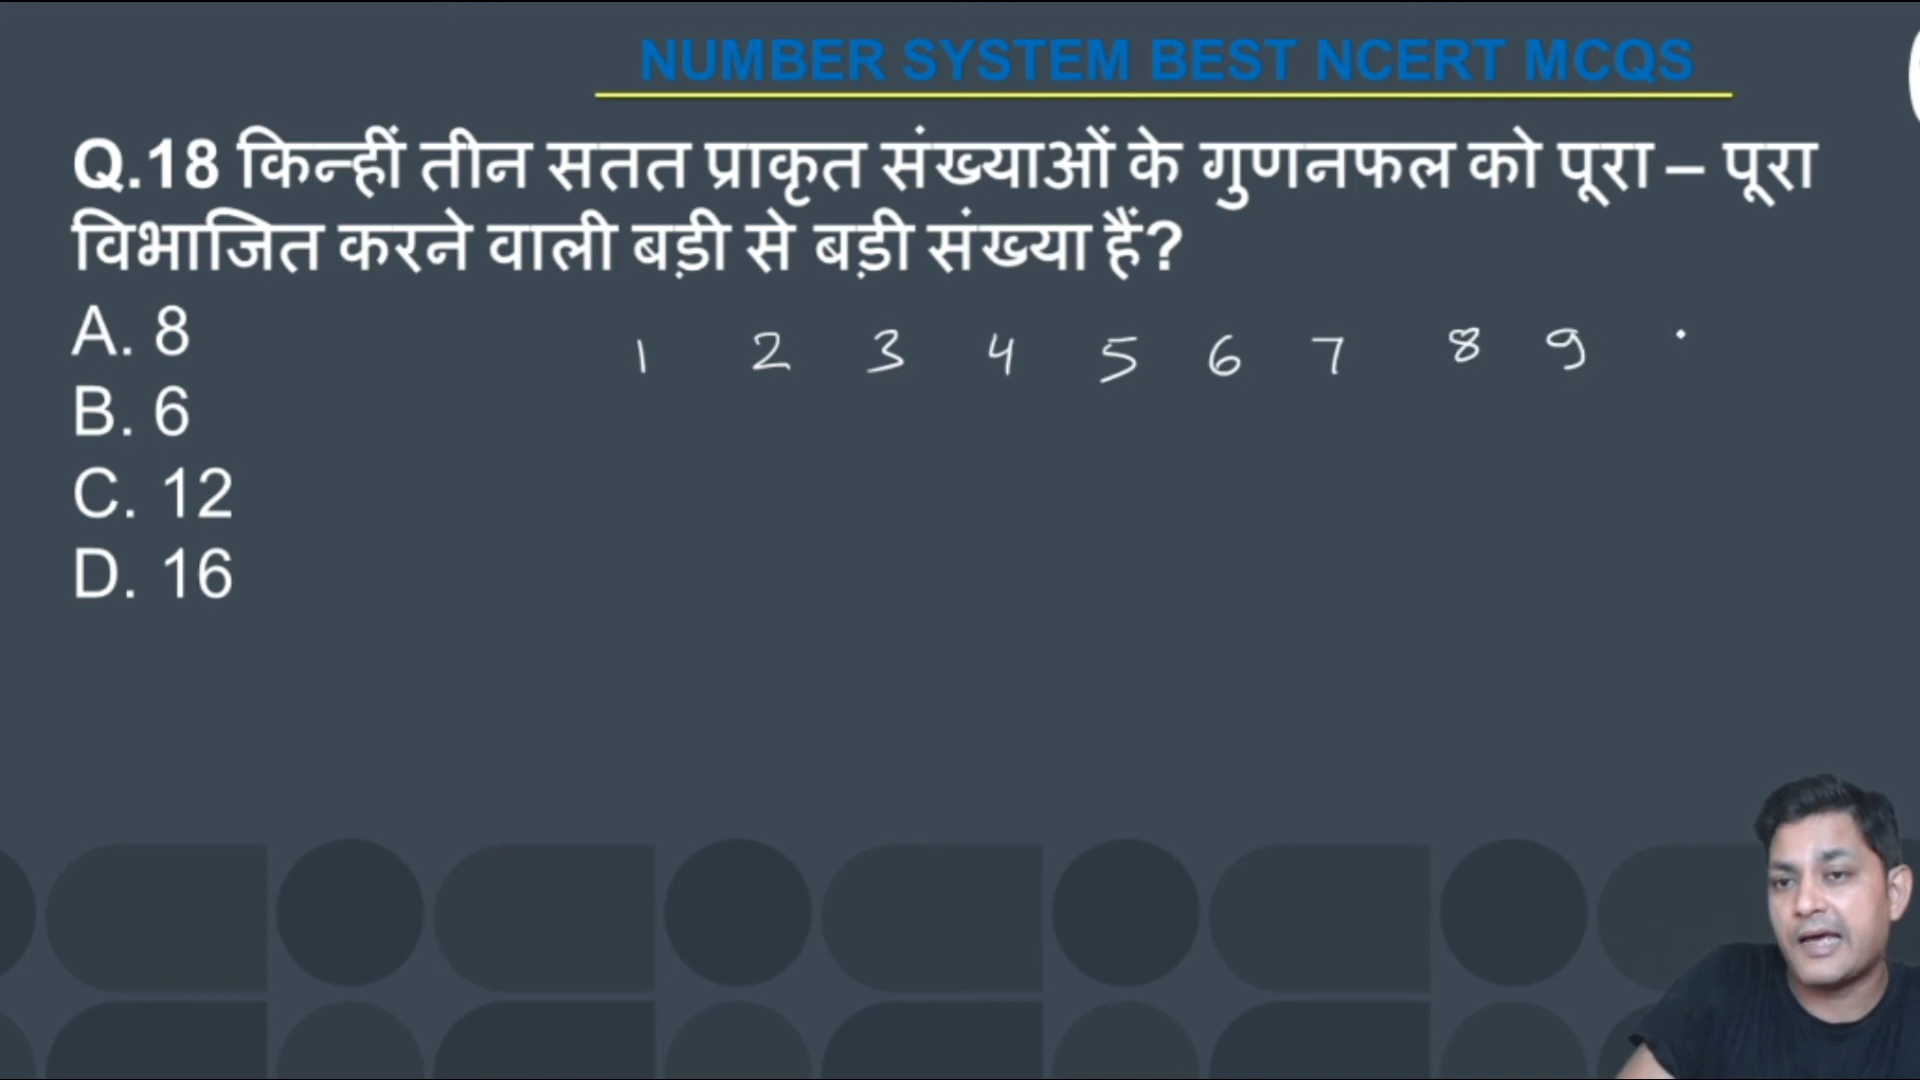 NUMBER SYSTEM BEST NCERT MCQS
Q.18 किन्हीं तीन सतत प्राकृत संख्याओं के गुणनफल को पूरा – पूरा
विभाजित करने वाली बड़ी से बड़ी संख्या हैं?
A. 8
1 2 3 4 5 6 7 8 9
B. 6
C. 12
D. 16